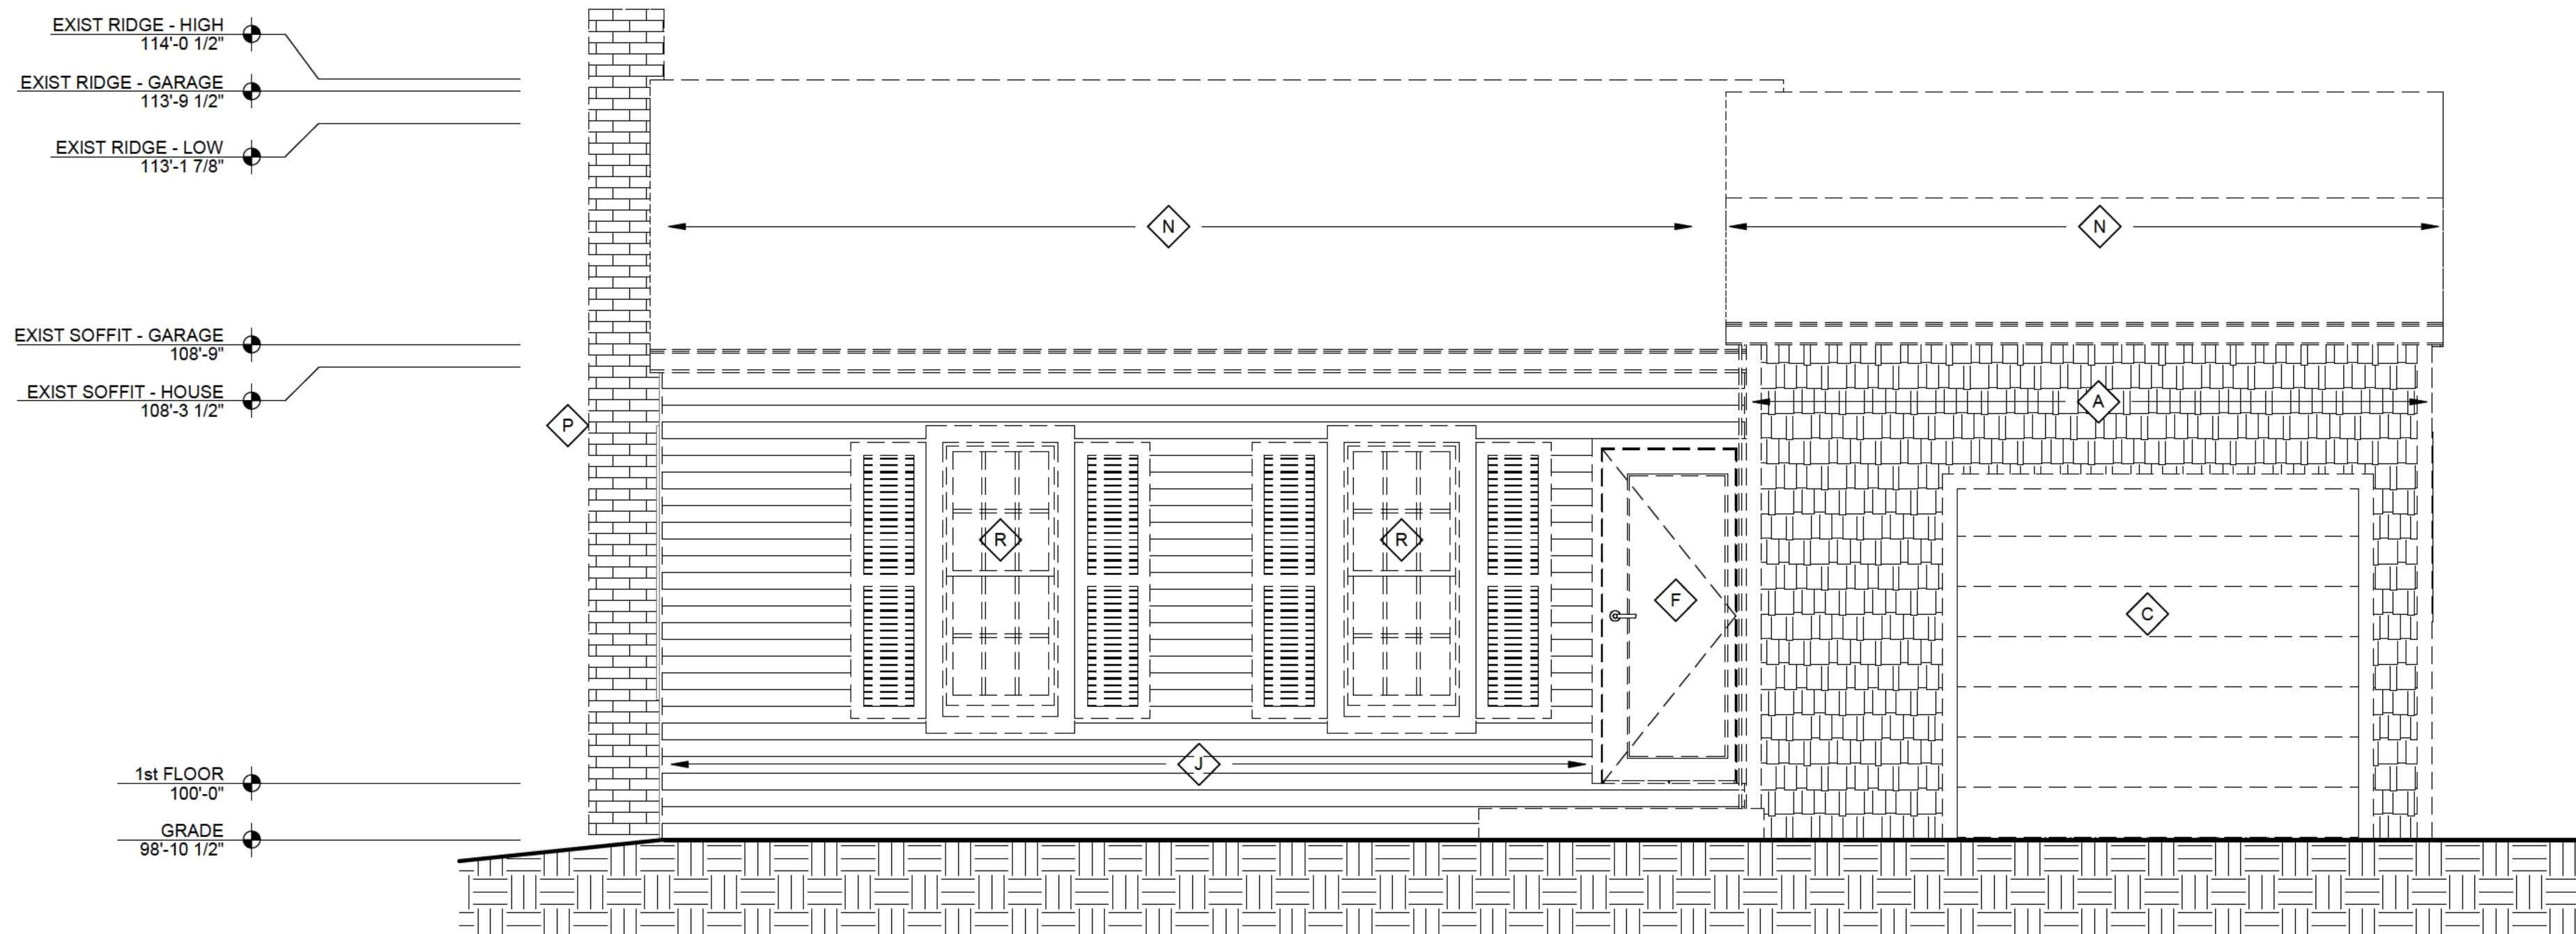 EXIST RIDGE - HIGH
114'-0 1/2"
EXIST RIDGE - GARAGE
113'-9 1/2"
EXIST RIDGE - LOW
113'-1 7/8"
N
N
EXIST SOFFIT - GARAGE
108'-9"
EXIST SOFFIT - HOUSE
108'-3 1/2"
A
P
R
R
F
C
J
1st FLOOR
100'-0"
GRADE
98'-10 1/2"